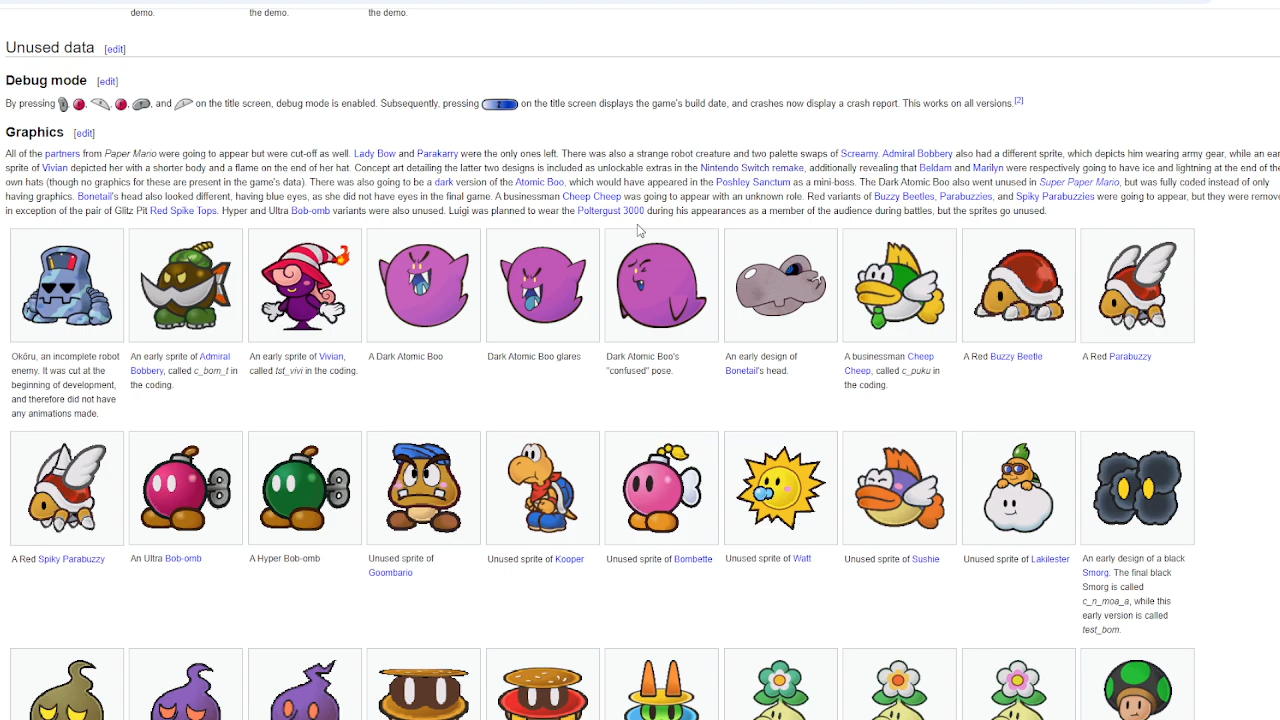 demo. the demo. the demo.
Unused data [edit]
Debug mode [edit]
By pressing , , , , , and on the title screen, debug mode is enabled. Subsequently, pressing Z on the title screen displays the game's build date, and crashes now display a crash report. This works on all versions.[2]
Graphics [edit]
All of the partners from Paper Mario were going to appear but were cut-off as well. Lady Bow and Parakarry were the only ones left. There was also a strange robot creature and two palette swaps of Screamy. Admiral Bobbery also had a different sprite, which depicts him wearing army gear, while an ear
sprite of Vivian depicted her with a shorter body and a flame on the end of her hat. Concept art detailing the latter two designs is included as unlockable extras in the Nintendo Switch remake, additionally revealing that Beldam and Marilyn were respectively going to have ice and lightning at the end of the
own hats (though no graphics for these are present in the game's data). There was also going to be a dark version of the Atomic Boo, which would have appeared in the Poshley Sanctum as a mini-boss. The Dark Atomic Boo also went unused in Super Paper Mario, but was fully coded instead of only
having graphics. Bonetail's head also looked different, having blue eyes, as she did not have eyes in the final game. A businessman Cheep Cheep was going to appear with an unknown role. Red variants of Buzzy Beetles, Parabuzzies, and Spiky Parabuzzies were going to appear, but they were remove
in exception of the pair of Glitz Pit Red Spike Tops. Hyper and Ultra Bob-omb variants were also unused. Luigi was planned to wear the Poltergust 3000 during his appearances as a member of the audience during battles, but the sprites go unused.
Okōru, an incomplete robot
enemy. It was cut at the
beginning of development,
and therefore did not have
any animations made.
An early sprite of Admiral
Bobbery, called c_bom_t in
the coding.
An early sprite of Vivian,
called tst_vivi in the coding.
A Dark Atomic Boo
Dark Atomic Boo glares
Dark Atomic Boo's
"confused" pose.
An early design of
Bonetail's head.
A businessman Cheep
Cheep, called c_puku in
the coding.
A Red Buzzy Beetle
A Red Parabuzzy
A Red Spiky Parabuzzy
An Ultra Bob-omb
A Hyper Bob-omb
Unused sprite of
Goombario
Unused sprite of Kooper
Unused sprite of Bombette
Unused sprite of Watt
Unused sprite of Sushie
Unused sprite of Lakilester
An early design of a black
Smorg. The final black
Smorg is called
c_n_moa_a, while this
early version is called
test_bom.